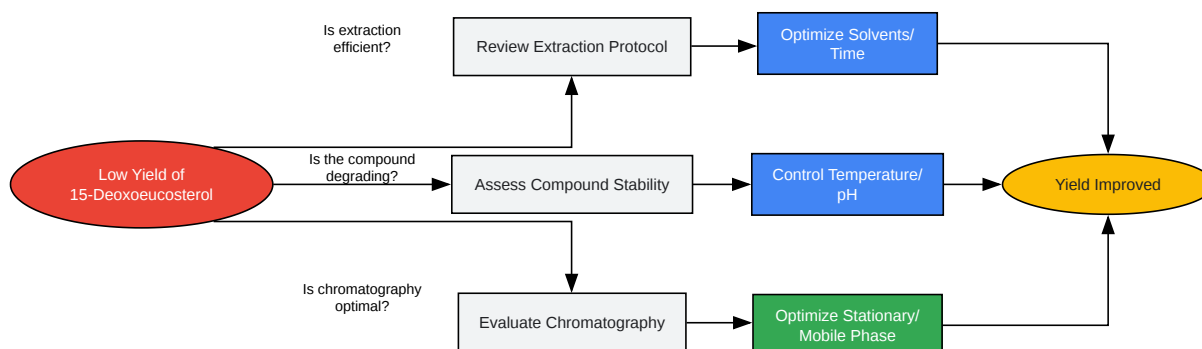 Is extraction
efficient?
Review Extraction Protocol
Optimize Solvents/
Time
Low Yield of
15-Deoxoeucosterol
Is the compound
degrading?
Assess Compound Stability
Control Temperature/
pH
Yield Improved
Is chromatography
optimal?
Evaluate Chromatography
Optimize Stationary/
Mobile Phase